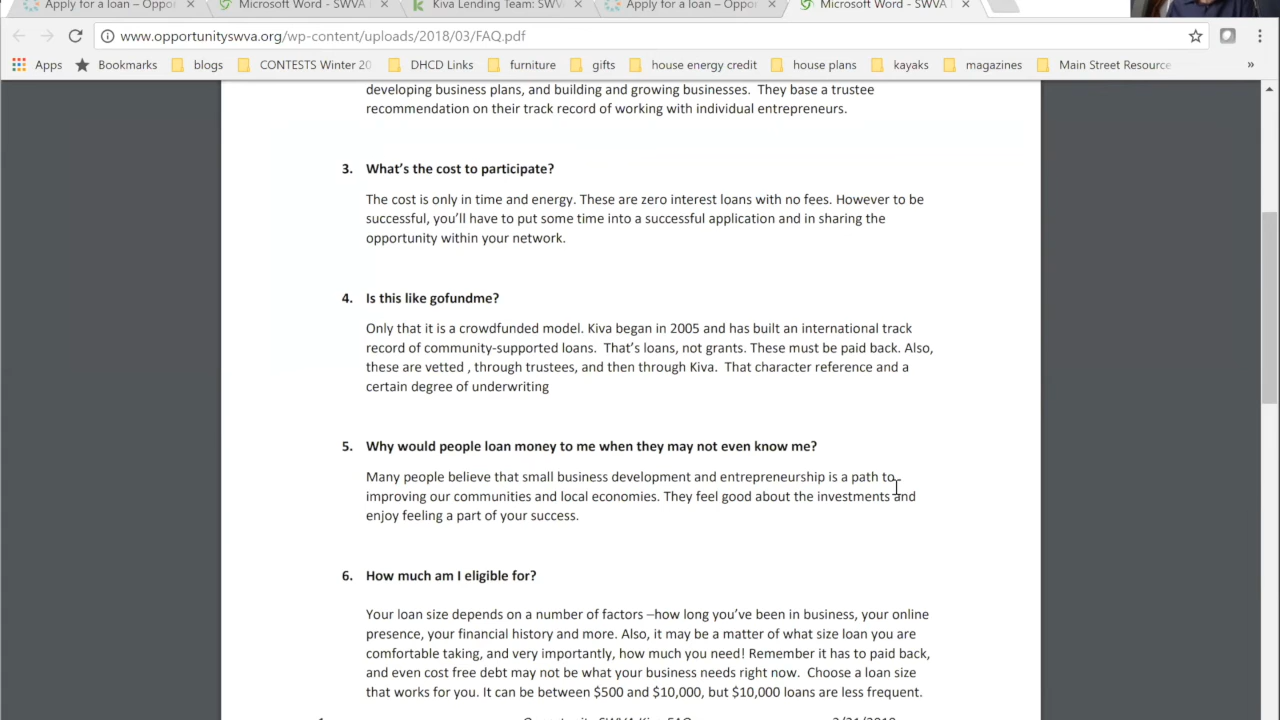 Apply for a loan – Oppo
Microsoft Word - SWVA
Kiva Lending Team: SWV
Apply for a loan – Oppo
Microsoft Word - SWVA
www.opportunityswva.org/wp-content/uploads/2018/03/FAQ.pdf
Apps Bookmarks blogs CONTESTS Winter 20 DHCD Links furniture gifts house energy credit house plans kayaks magazines Main Street Resource »
developing business plans, and building and growing businesses. They base a trustee
recommendation on their track record of working with individual entrepreneurs.
3. What's the cost to participate?
The cost is only in time and energy. These are zero interest loans with no fees. However to be
successful, you'll have to put some time into a successful application and in sharing the
opportunity within your network.
4. Is this like gofundme?
Only that it is a crowdfunded model. Kiva began in 2005 and has built an international track
record of community-supported loans. That's loans, not grants. These must be paid back. Also,
these are vetted , through trustees, and then through Kiva. That character reference and a
certain degree of underwriting
5. Why would people loan money to me when they may not even know me?
Many people believe that small business development and entrepreneurship is a path to
improving our communities and local economies. They feel good about the investments and
enjoy feeling a part of your success.
6. How much am I eligible for?
Your loan size depends on a number of factors –how long you've been in business, your online
presence, your financial history and more. Also, it may be a matter of what size loan you are
comfortable taking, and very importantly, how much you need! Remember it has to paid back,
and even cost free debt may not be what your business needs right now. Choose a loan size
that works for you. It can be between $500 and $10,000, but $10,000 loans are less frequent.